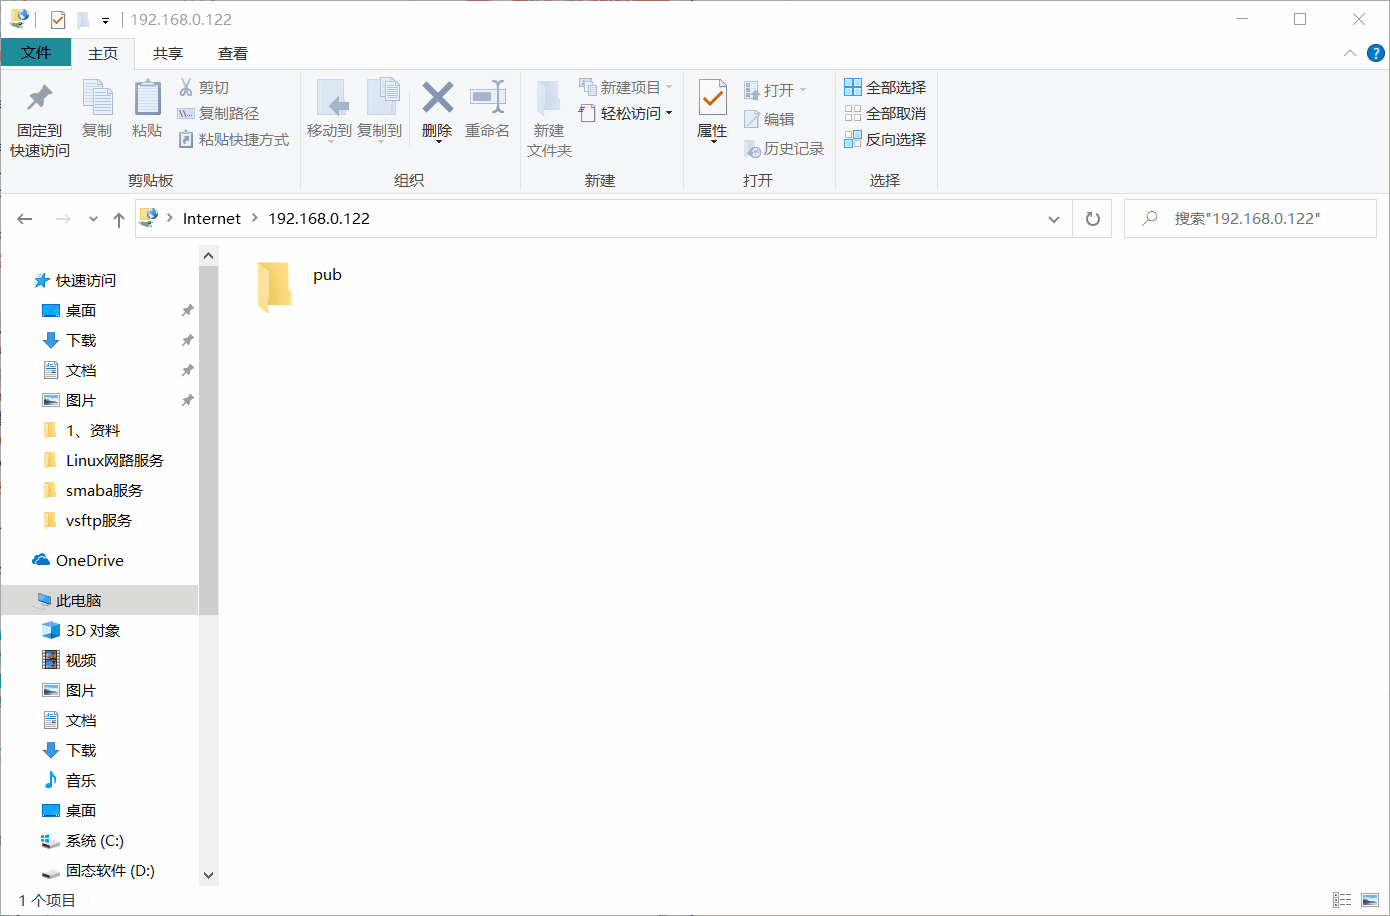 192.168.0.122
文件 主页 共享 查看
固定到
快速访问
复制
粘贴
剪切
复制路径
粘贴快捷方式
剪贴板
移动到
复制到
删除
重命名
组织
新建
文件夹
新建项目
轻松访问
新建
属性
打开
编辑
历史记录
打开
全部选择
全部取消
反向选择
选择
Internet 192.168.0.122
搜索"192.168.0.122"
快速访问
桌面
下载
文档
图片
1、资料
Linux网路服务
smaba服务
vsftp服务
OneDrive
此电脑
3D 对象
视频
图片
文档
下载
音乐
桌面
系统 (C:)
固态软件 (D:)
pub
1 个项目